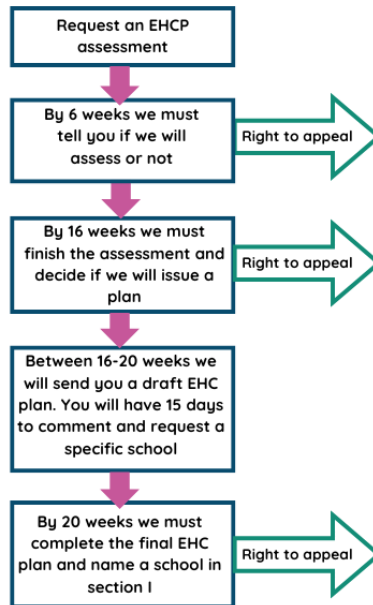 Request an EHCP
assessment
By 6 weeks we must
tell you if we will
assess or not
Right to appeal
By 16 weeks we must
finish the assessment and
decide if we will issue a
plan
Right to appeal
Between 16-20 weeks we
will send you a draft EHC
plan. You will have 15 days
to comment and request a
specific school
By 20 weeks we must
complete the final EHC
plan and name a school in
section I
Right to appeal